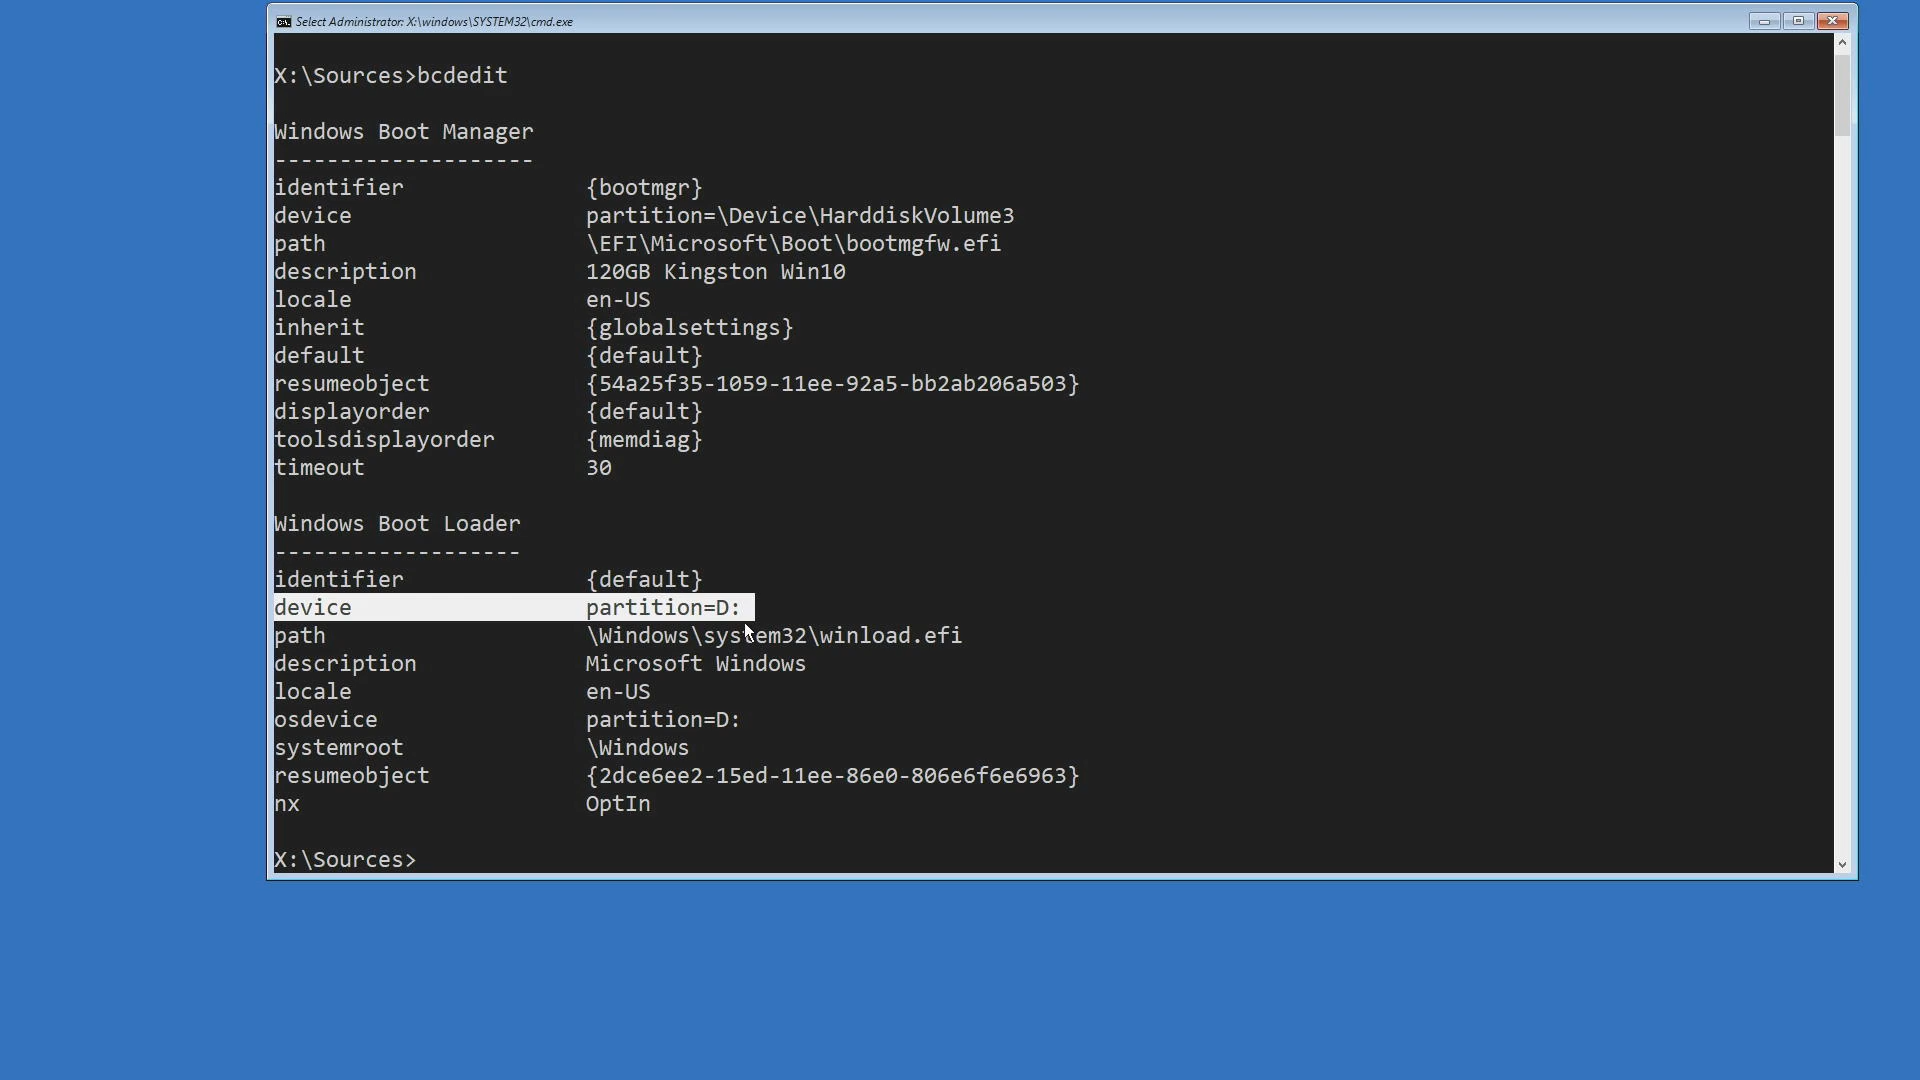 Select Administrator: X:\windows\SYSTEM32\cmd.exe
X:\Sources>bcdedit
Windows Boot Manager
--------------------
identifier              {bootmgr}
device                  partition=\Device\HarddiskVolume3
path                    \EFI\Microsoft\Boot\bootmgfw.efi
description             120GB Kingston Win10
locale                  en-US
inherit                 {globalsettings}
default                 {default}
resumeobject            {54a25f35-1059-11ee-92a5-bb2ab206a503}
displayorder            {default}
toolsdisplayorder       {memdiag}
timeout                 30
Windows Boot Loader
-------------------
identifier              {default}
device                  partition=D:
path                    \Windows\system32\winload.efi
description             Microsoft Windows
locale                  en-US
osdevice                partition=D:
systemroot              \Windows
resumeobject            {2dce6ee2-15ed-11ee-86e0-806e6f6e6963}
nx                      OptIn
X:\Sources>